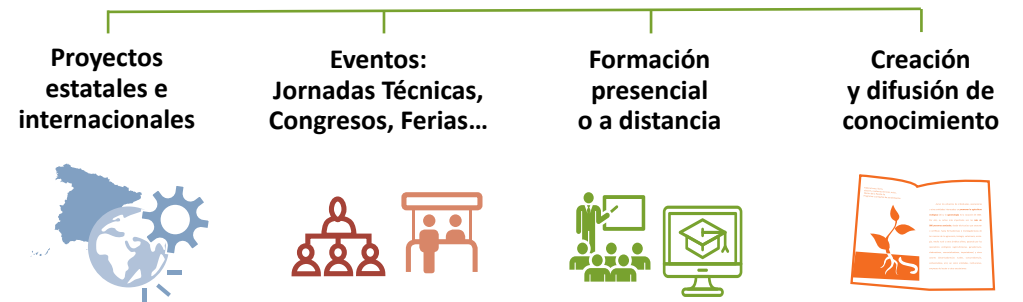 Proyectos
estatales e
internacionales
Eventos:
Jornadas Técnicas,
Congresos, Ferias…
Formación
presencial
o a distancia
Creación
y difusión de
conocimiento